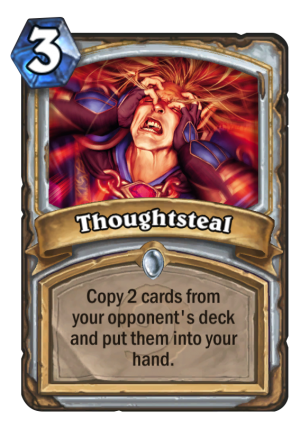 3
Thoughtsteal
Copy 2 cards from
your opponent's deck
and put them into your
hand.